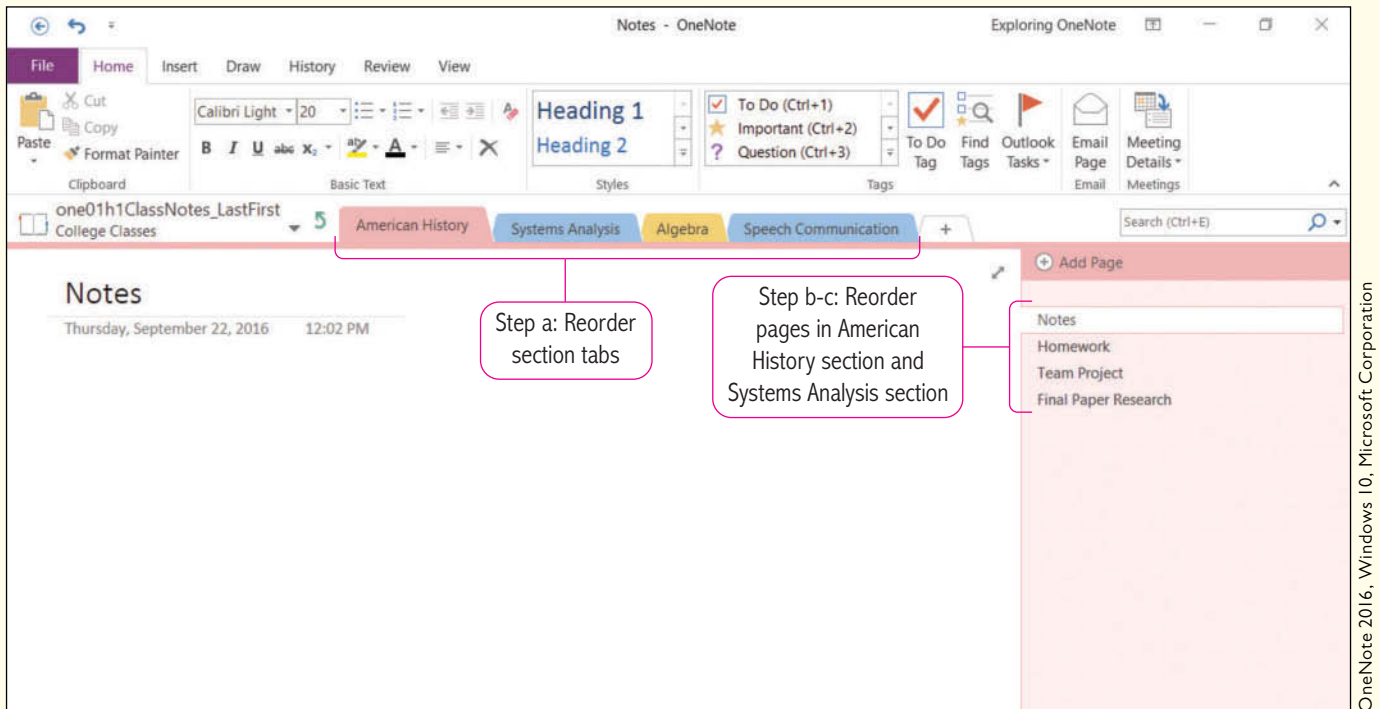 Notes - OneNote
Exploring OneNote
File Home Insert Draw History Review View
Paste
Cut
Copy
Format Painter
Clipboard
Calibri Light 20
B I U abc X₂ aby A
Basic Text
Heading 1
Heading 2
Styles
To Do (Ctrl+1)
Important (Ctrl+2)
? Question (Ctrl+3)
To Do
Tag
Find
Tags
Outlook
Tasks
Tags
Email
Page
Email
Meeting
Details
Meetings
one01h1ClassNotes_LastFirst
College Classes
American History Systems Analysis Algebra Speech Communication +
Search (Ctrl+E)
Add Page
Notes
Thursday, September 22, 2016 12:02 PM
Step a: Reorder
section tabs
Step b-c: Reorder
pages in American
History section and
Systems Analysis section
Notes
Homework
Team Project
Final Paper Research
OneNote 2016, Windows 10, Microsoft Corporation